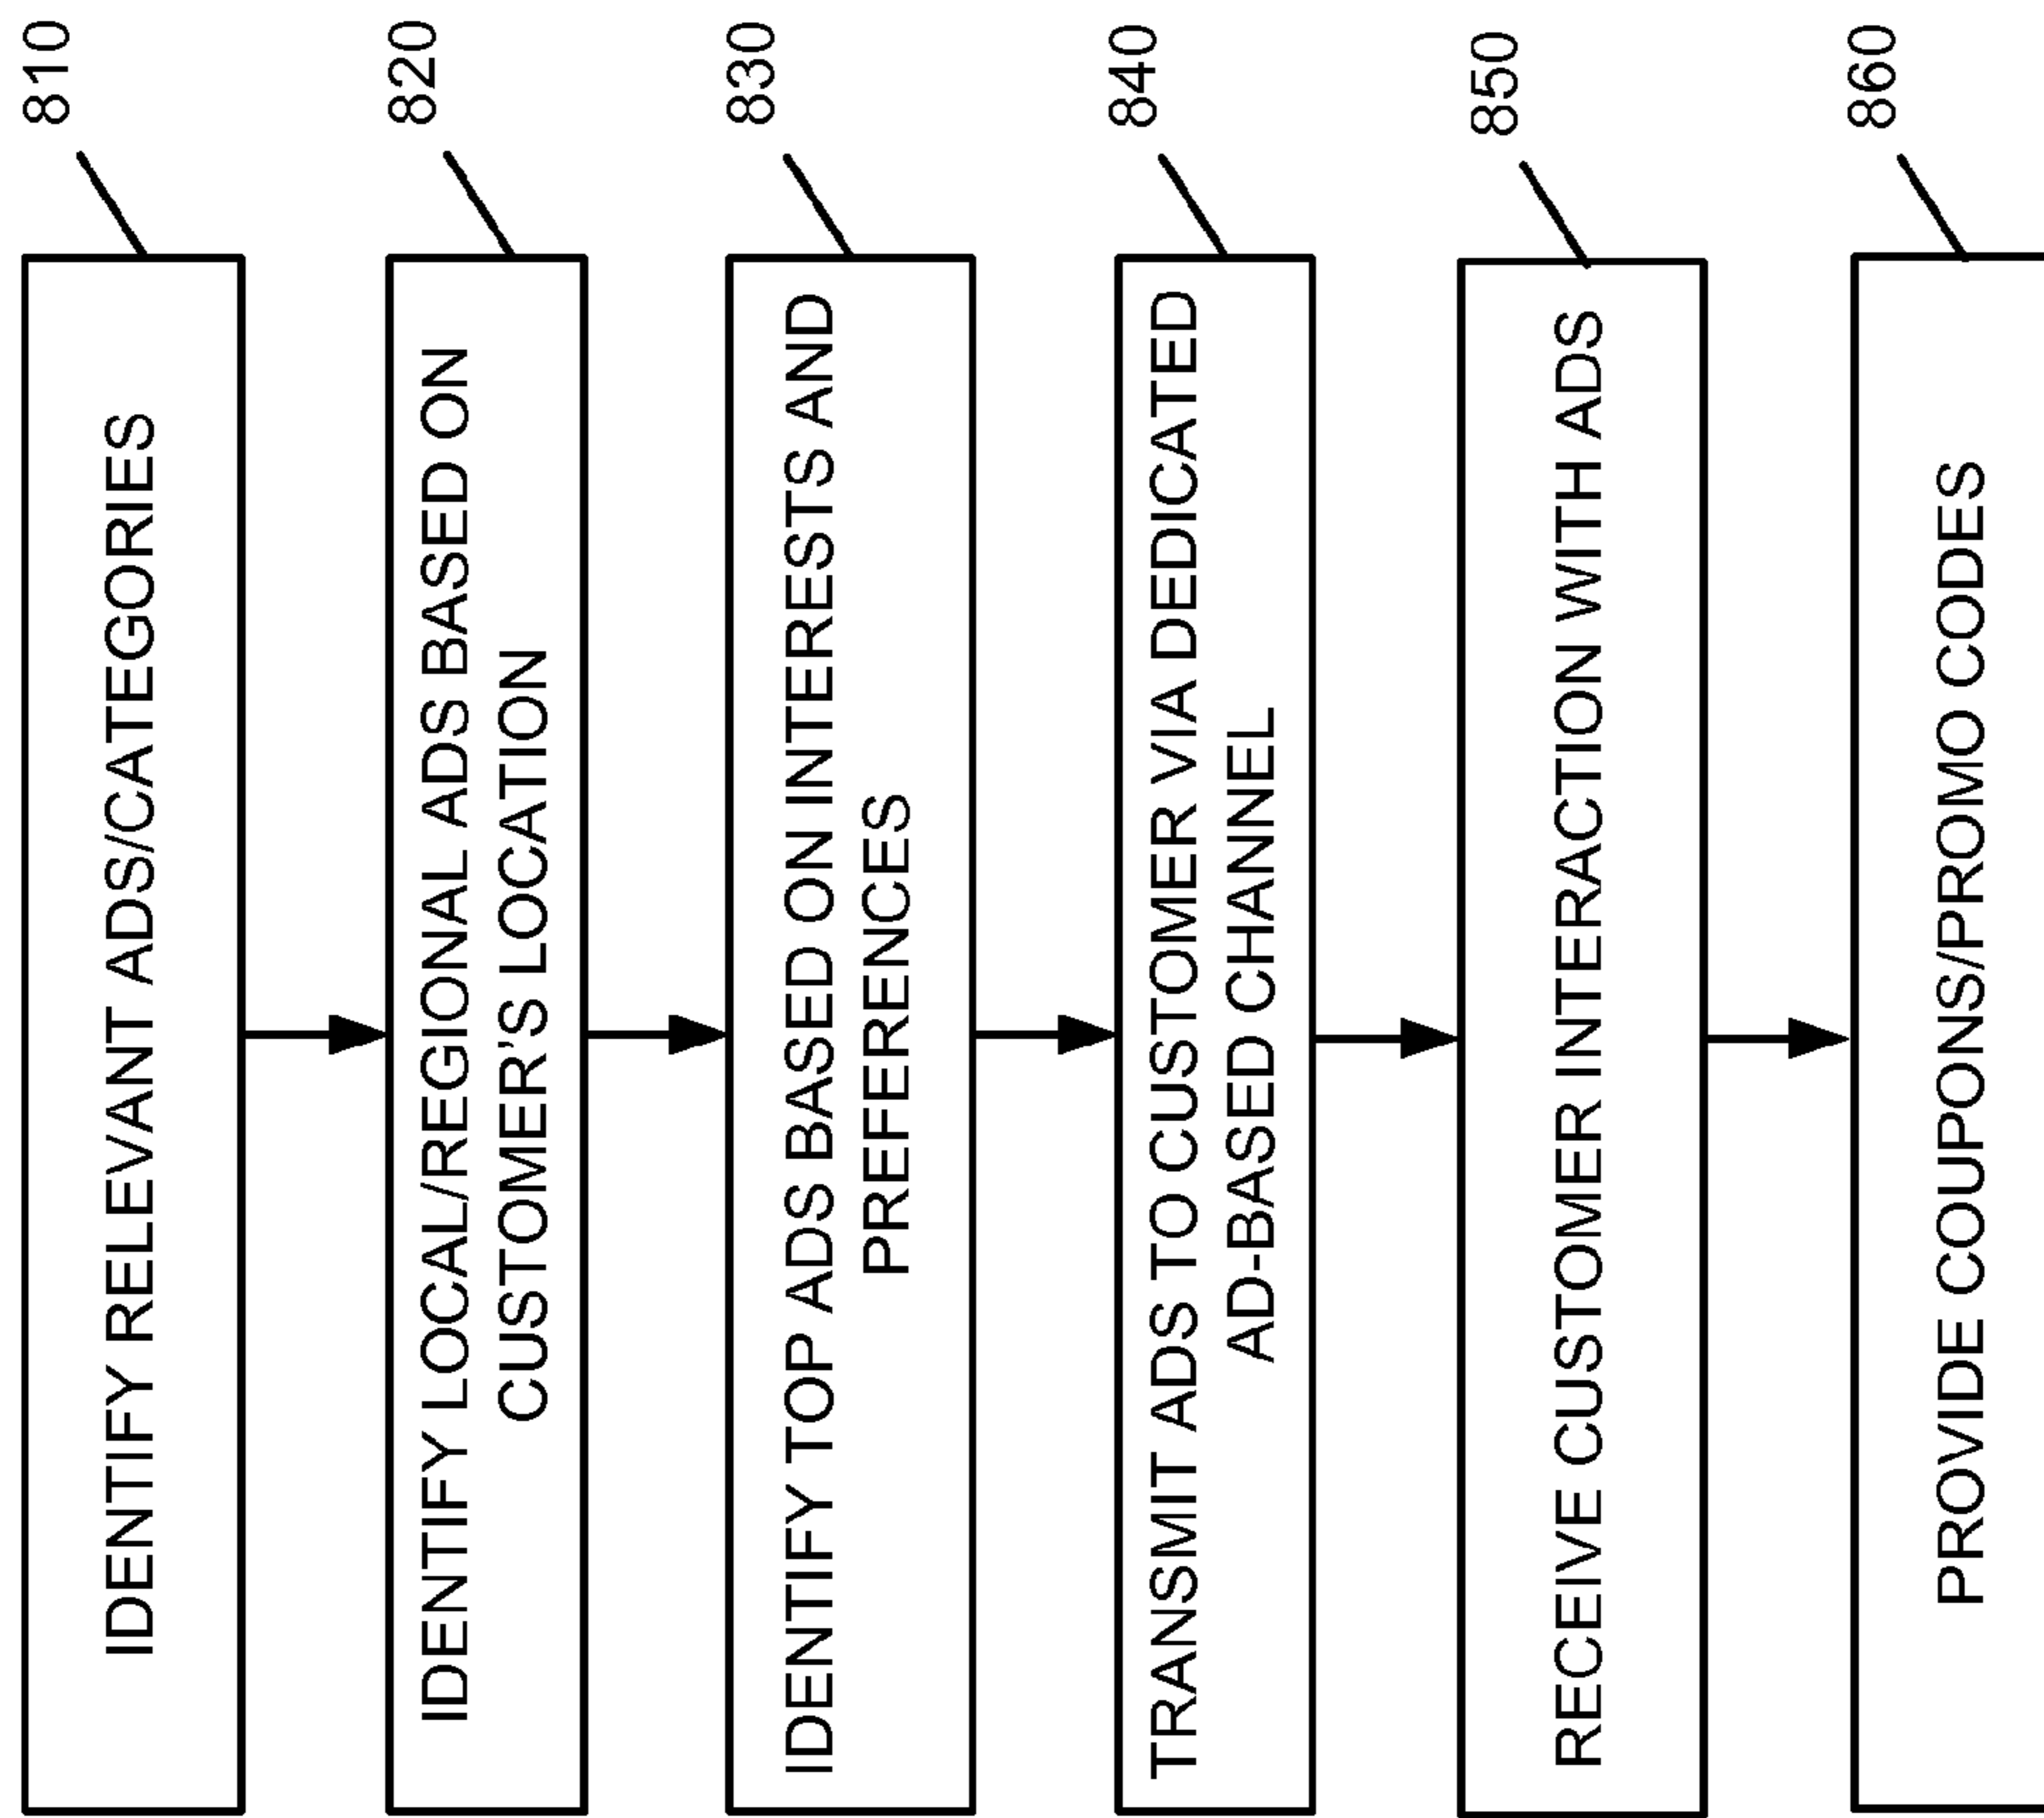 810
IDENTIFY RELEVANT ADS/CATEGORIES
820
IDENTIFY LOCAL/REGIONAL ADS BASED ON
CUSTOMER'S LOCATION
830
IDENTIFY TOP ADS BASED ON INTERESTS AND
PREFERENCES
840
TRANSMIT ADS TO CUSTOMER VIA DEDICATED
AD-BASED CHANNEL
850
RECEIVE CUSTOMER INTERACTION WITH ADS
860
PROVIDE COUPONS/PROMO CODES